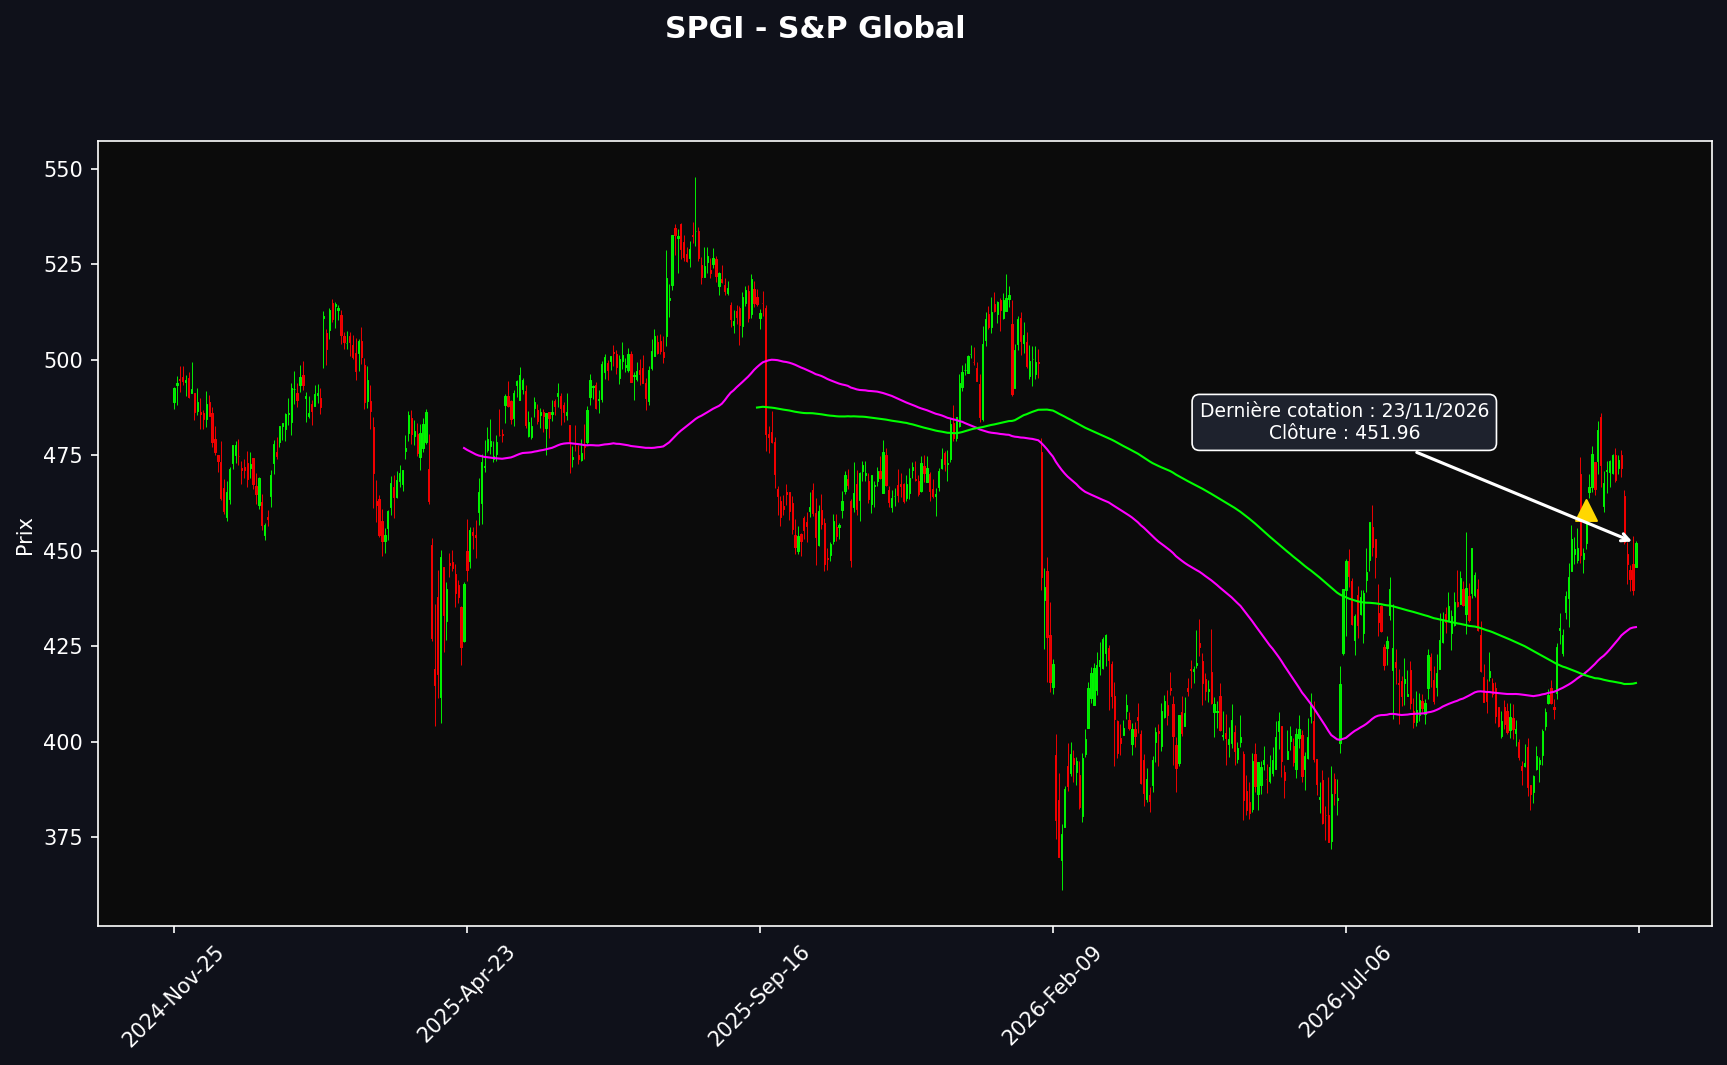 SPGI - S&P Global
550
525
500
475
450
425
400
375
Prix
Dernière cotation : 23/11/2026
Clôture : 451.96
2024-Nov-25
2025-Apr-23
2025-Sep-16
2026-Feb-09
2026-Jul-06